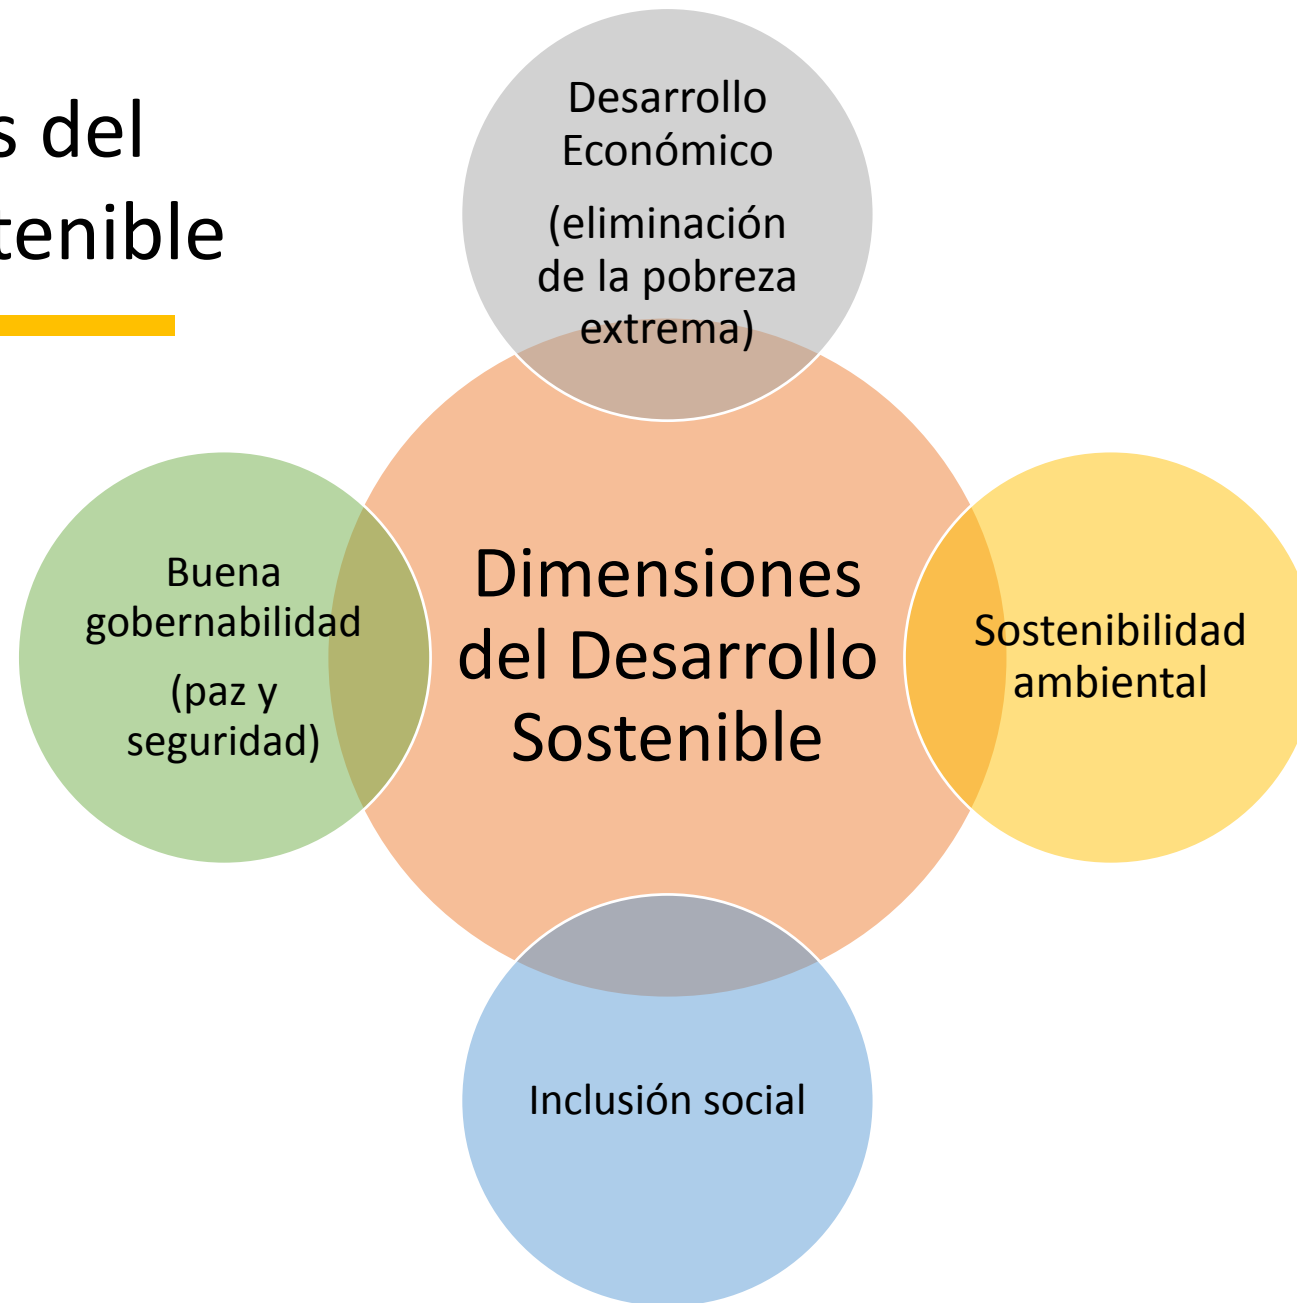 s del
tenible
Desarrollo
Económico
(eliminación
de la pobreza
extrema)
Buena
gobernabilidad
(paz y
seguridad)
Dimensiones
del Desarrollo
Sostenible
Sostenibilidad
ambiental
Inclusión social